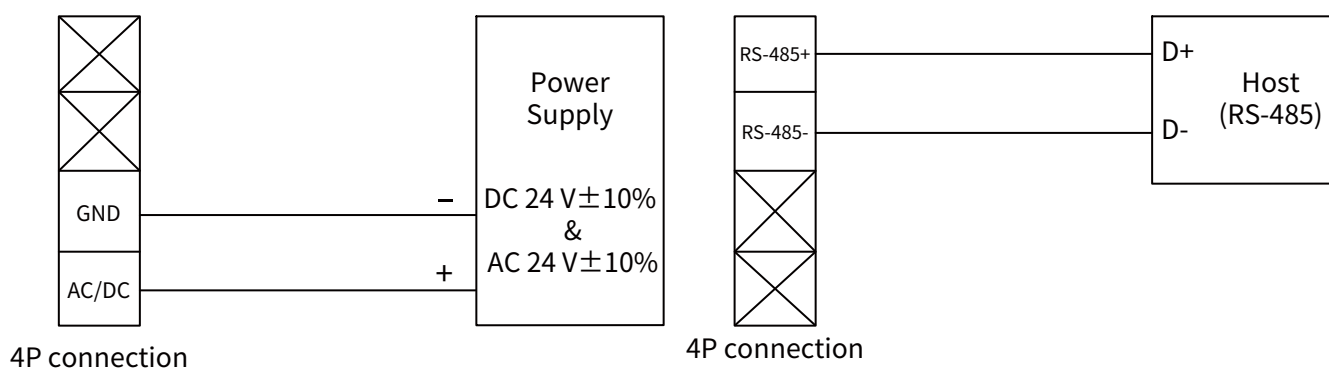 GND
AC/DC
4P connection
−
+
Power
Supply
DC 24 V±10%
&
AC 24 V±10%
RS-485+
RS-485-
4P connection
D+
D-
Host
(RS-485)